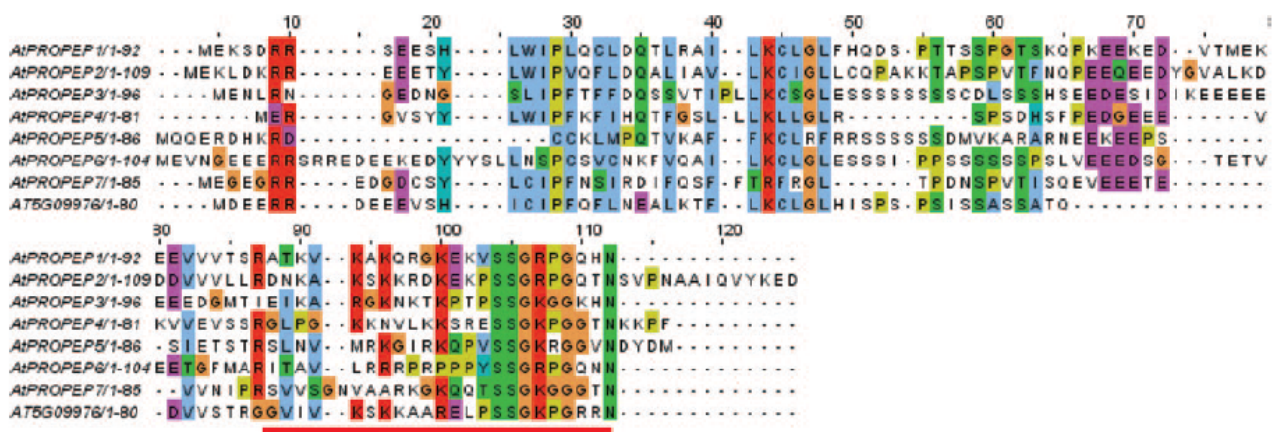 10 20 30 40 50 60 70
AtPROPEP1/1-92 ---MEKSDRR------SEESH----LWIPLQCLDQTLRAI--LKCLGLFHQDS-PTTSSPGTSKQPKEEKED--VTMEK
AtPROPEP2/1-109 --MEKLDKRR------EEETY----LWIPVQFLDQALIAV--LKCIGLLCQPAKKTAPSPVTFNQPEEQEEDYGVALKD
AtPROPEP3/1-96 ---MENLRN-------GEDNG----SLIPFTFFDQSSVTIPLLKCSGLESSSSSSSSCDLSSSHSEEDESIDIKEEEEE
AtPROPEP4/1-81 -------MER------GVSYY----LWIPFKFIHQTFGSL-LLKLLGLR---------SPSDHSFPEDGEEE------V
AtPROPEP5/1-86 MQQERDHKRD------------------CCKLMPQTVKAF--FKCLRFRRSSSSSSDMVKARARNEEKEEPS-------
AtPROPEP6/1-104 MEVNGEEERRSRREDEEKEDYYYSLLNSPCSVCNKFVQAI--LKCLGLESSSI-PPSSSSSSPSLVEEEDSG---TETV
AtPROPEP7/1-85 ---MEGEGRR----EDGDCSY----LCIPFNSIRDIFQSF-FTRFRGL------TPDNSPVTISQEVEEETE-------
AT5G09976/1-80 ----MDEERR----DEEEVSH----ICIPFQFLNEALKTF--LKCLGLHISPS-PSISSASSATQ--------------
80 90 100 110 120
AtPROPEP1/1-92 EEVVVTSRATKV--KAKQRGKEKVSSGRPGQHN-------------
AtPROPEP2/1-109 DDVVVLLRDNKA--KSKKRDKEKPSSGRPGQTNSVPNAAIQVYKED
AtPROPEP3/1-96 EEEDGMTIEIKA--RGKNKTKPTPSSGKGGKHN-------------
AtPROPEP4/1-81 KVVEVSSRGLPG--KKNVLKKSRESSGKPGGTNKKPF---------
AtPROPEP5/1-86 -SIETSTRSLNV--MRKGIRKQPVSSGKRGGVNDYDM---------
AtPROPEP6/1-104 EETGFMARITAV--LRRRPRPPPYSSGRPGQNN-------------
AtPROPEP7/1-85 --VVNIPRSVVSGNVAARKGKQQTSSGKGGGTN-------------
AT5G09976/1-80 -DVVSTRGGVIV--KSKKAARELPSSGKPGRRN-------------